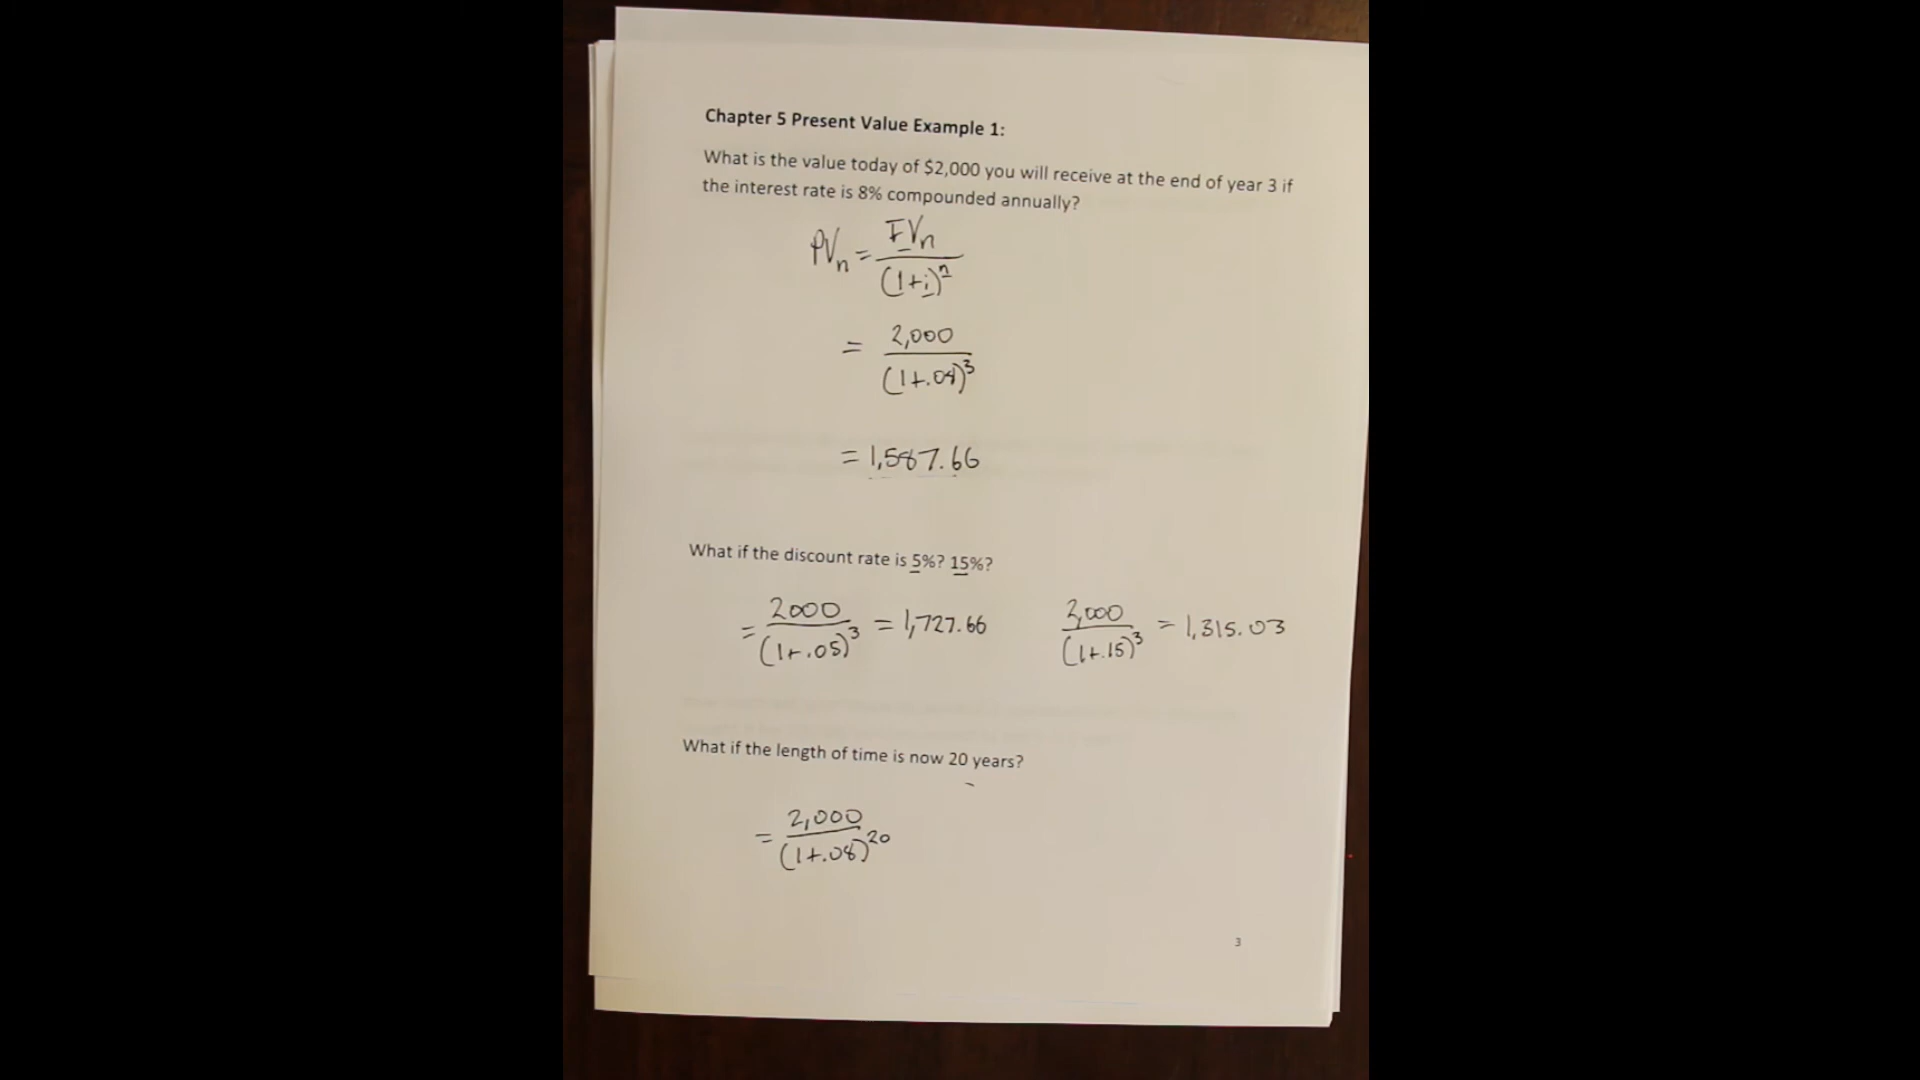 Chapter 5 Present Value Example 1:
What is the value today of $2,000 you will receive at the end of year 3 if
the interest rate is 8% compounded annually?
PVn = FVn / (1+i)^n
= 2,000 / (1+.08)^3
= 1,587.66
What if the discount rate is 5%? 15%?
= 2000 / (1+.05)^3 = 1,727.66
2,000 / (1+.15)^3 = 1,315.03
What if the length of time is now 20 years?
= 2,000 / (1+.08)^20
3